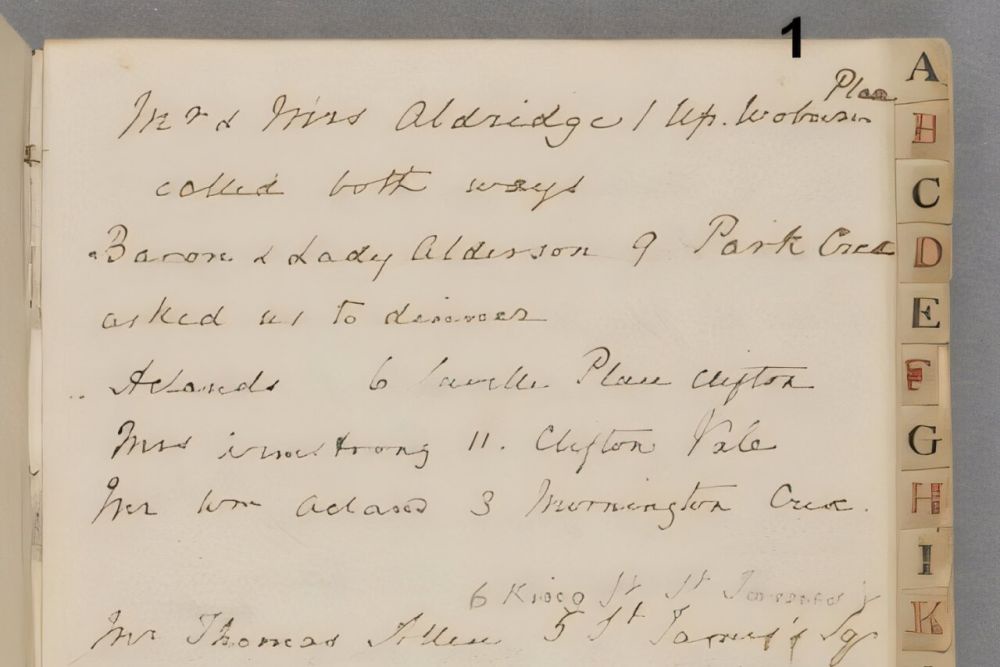 1
Place
Mr & Mrs Aldridge 1 Up. Woburn
called both ways
Baron & Lady Alderson 9 Park Cres
asked us to dinner
Aclands 6 Place Clifton
Mrs Armstrong 11. Clifton Vale
Mr Wm Acland 3 Mornington Cres.
6 King St St James's
Mr Thomas Allen 5 St James's Sq
A
B
C
D
E
F
G
H
I
K